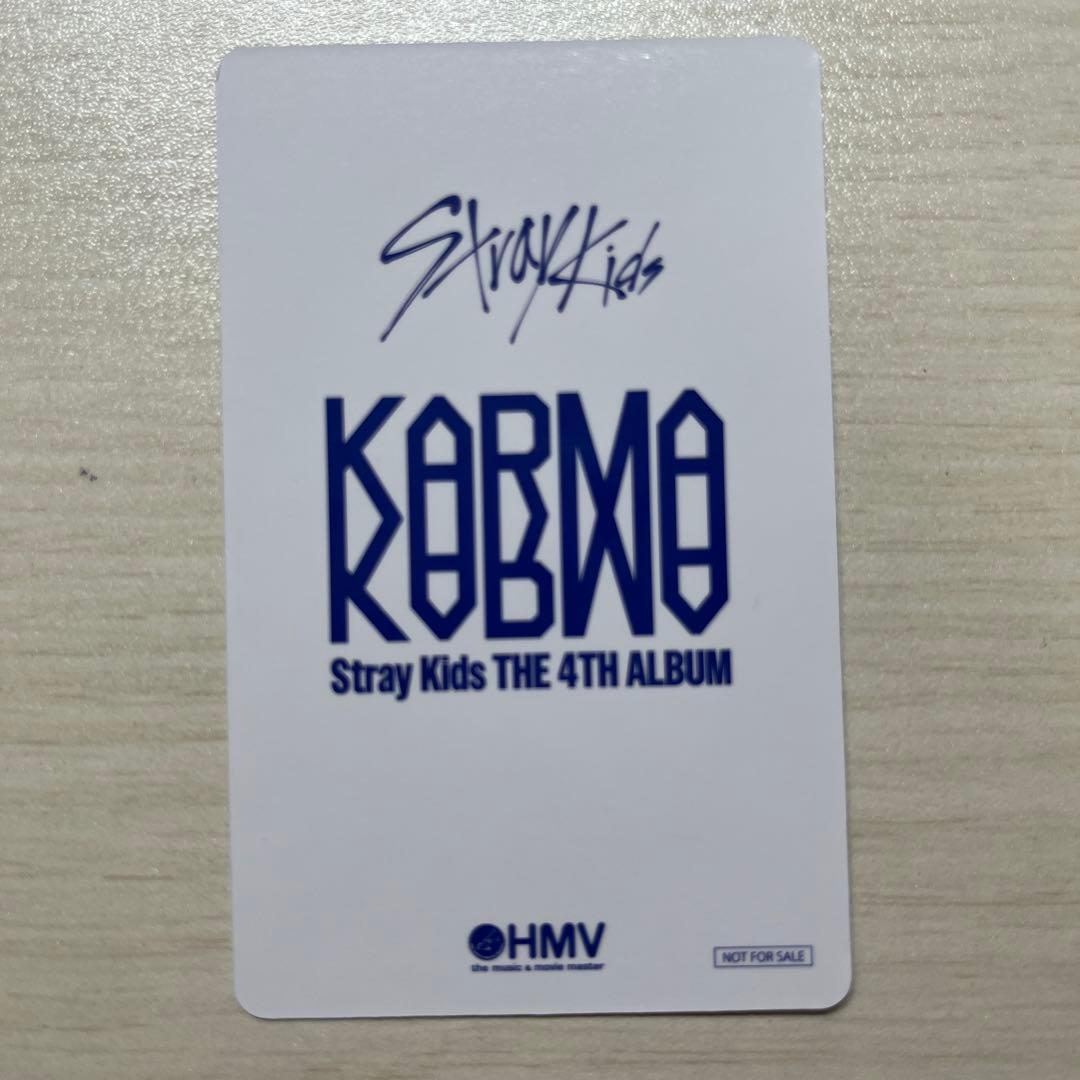 Stray Kids
KARMA
Stray Kids THE 4TH ALBUM
HMV
the music & movie master
NOT FOR SALE